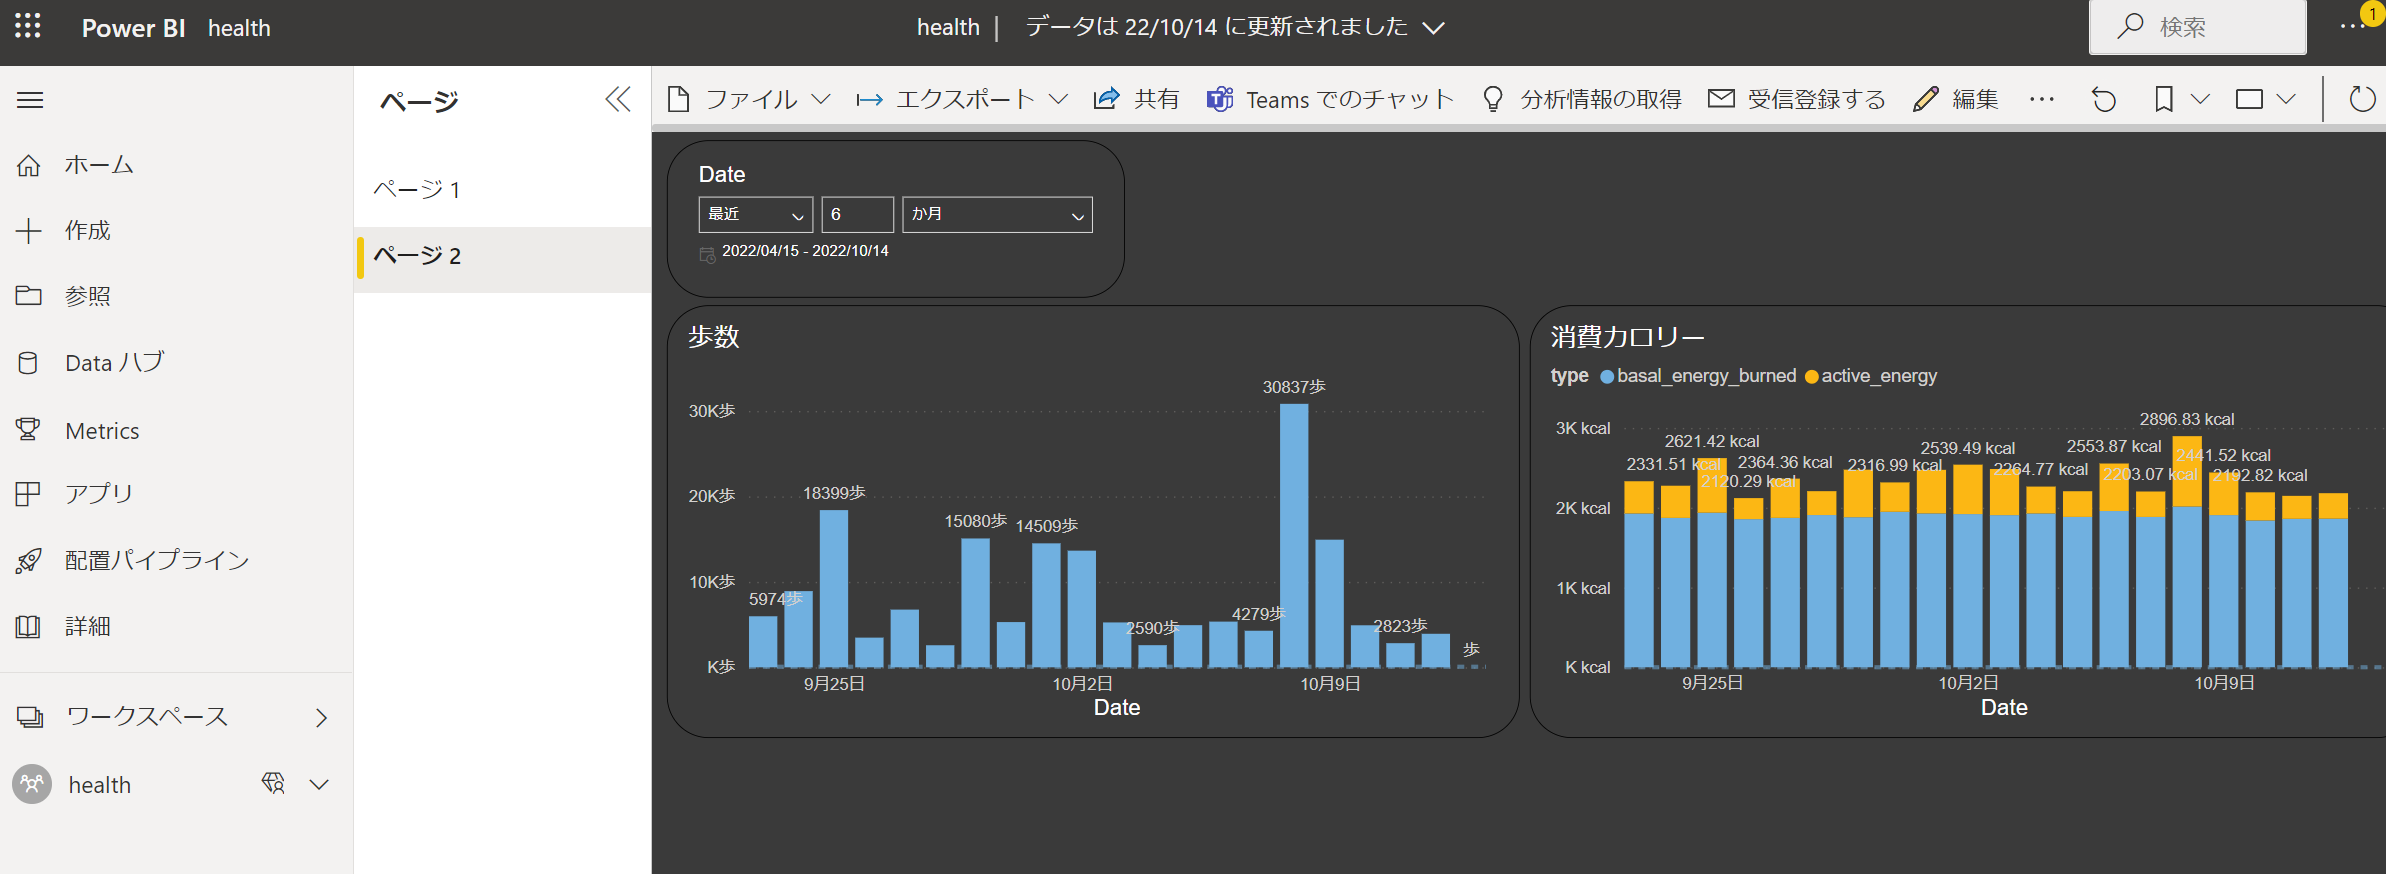 Power BI health
health | データは 22/10/14 に更新されました
検索
1
ホーム
作成
参照
Data ハブ
Metrics
アプリ
配置パイプライン
詳細
ワークスペース
health
ページ
ページ 1
ページ 2
ファイル エクスポート 共有 Teams でのチャット 分析情報の取得 受信登録する 編集 ...
Date
最近 6 か月
2022/04/15 - 2022/10/14
歩数
30K歩
20K歩
10K歩
K歩
5974歩
18399歩
15080歩
14509歩
2590歩
4279歩
30837歩
2823歩
歩
9月25日 10月2日 10月9日
Date
消費カロリー
type basal_energy_burned active_energy
3K kcal
2K kcal
1K kcal
K kcal
2331.51 kcal
2621.42 kcal
2120.29 kcal
2364.36 kcal
2316.99 kcal
2539.49 kcal
2264.77 kcal
2553.87 kcal
2203.07 kcal
2896.83 kcal
2441.52 kcal
2192.82 kcal
9月25日 10月2日 10月9日
Date